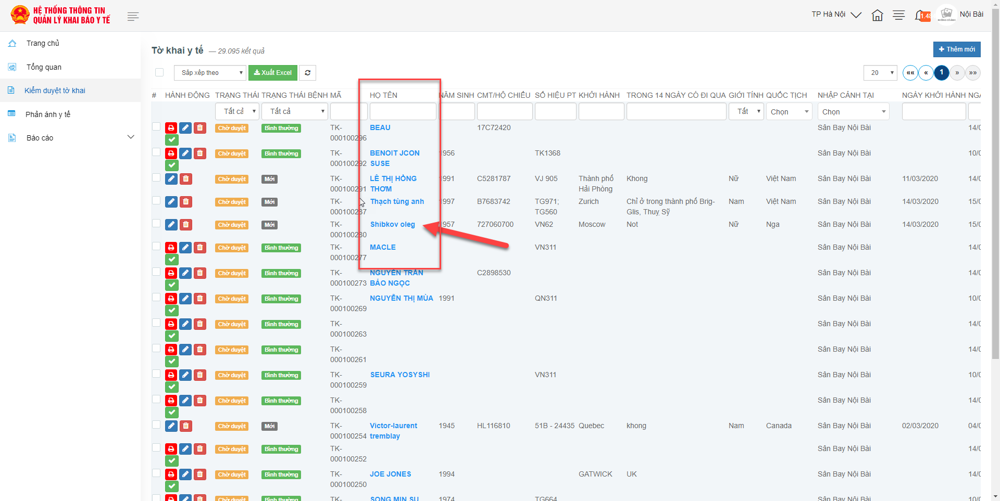 HỆ THỐNG THÔNG TIN
QUẢN LÝ KHAI BÁO Y TẾ
TP Hà Nội
1.48
KHÔNG CÓ ẢNH
Nội Bài
Trang chủ
Tổng quan
Kiểm duyệt tờ khai
Phản ánh y tế
Báo cáo
Tờ khai y tế — 29.095 kết quả
Thêm mới
Sắp xếp theo Xuất Excel
20 «« « 1 » »»
# HÀNH ĐỘNG TRẠNG THÁI TRẠNG THÁI BỆNH MÃ HỌ TÊN NĂM SINH CMT/HỘ CHIẾU SỐ HIỆU PT KHỞI HÀNH TRONG 14 NGÀY CÓ ĐI QUA GIỚI TÍNH QUỐC TỊCH NHẬP CẢNH TẠI NGÀY KHỞI HÀNH
Tất cả Tất cả Tất Chọn Chọn
Chờ duyệt Bình thường TK- BEAU 17C72420 Sân Bay Nội Bài 14/0
000100296
Chờ duyệt Bình thường TK- BENOIT JCON 1956 TK1368 Sân Bay Nội Bài 10/0
000100292 SUSE
Chờ duyệt Mới TK- LÊ THỊ HỒNG 1991 C5281787 VJ 905 Thành phố Khong Nữ Việt Nam Sân Bay Nội Bài 11/03/2020 14/0
000100291 THƠM Hải Phòng
Chờ duyệt Mới TK- Thạch tùng anh 1997 B7683742 TG971; Zurich Chỉ ở trong thành phố Brig- Nam Việt Nam Sân Bay Nội Bài 14/03/2020 15/0
000100287 TG560 Glis, Thuỵ Sỹ
Chờ duyệt Mới TK- Shibkov oleg 1957 727060700 VN62 Moscow Not Nữ Nga Sân Bay Nội Bài 14/03/2020 15/0
000100280
Chờ duyệt Bình thường TK- MACLE VN311 Sân Bay Nội Bài 14/0
000100277
Chờ duyệt Bình thường TK- NGUYỄN TRẦN C2898530 Sân Bay Nội Bài 14/0
000100273 BẢO NGỌC
Chờ duyệt Bình thường TK- NGUYỄN THỊ MÙA 1991 QN311 Sân Bay Nội Bài 10/0
000100269
Chờ duyệt Bình thường TK- Sân Bay Nội Bài 14/0
000100263
Chờ duyệt Bình thường TK- Sân Bay Nội Bài 14/0
000100261
Chờ duyệt Bình thường TK- SEURA YOSYSHI VN311 Sân Bay Nội Bài 10/0
000100259
Chờ duyệt Bình thường TK- Sân Bay Nội Bài 14/0
000100258
Chờ duyệt Mới TK- Victor-laurent 1945 HL116810 51B - 24435 Quebec khong Nam Canada Sân Bay Nội Bài 02/03/2020 04/0
000100254 tremblay
Chờ duyệt Bình thường TK- Sân Bay Nội Bài 14/0
000100252
Chờ duyệt Bình thường TK- JOE JONES 1994 GATWICK UK Sân Bay Nội Bài 14/0
000100250
Chờ duyệt Bình thường TK- SONG MIN SU 1974 TG664 Sân Bay Nội Bài 10/0